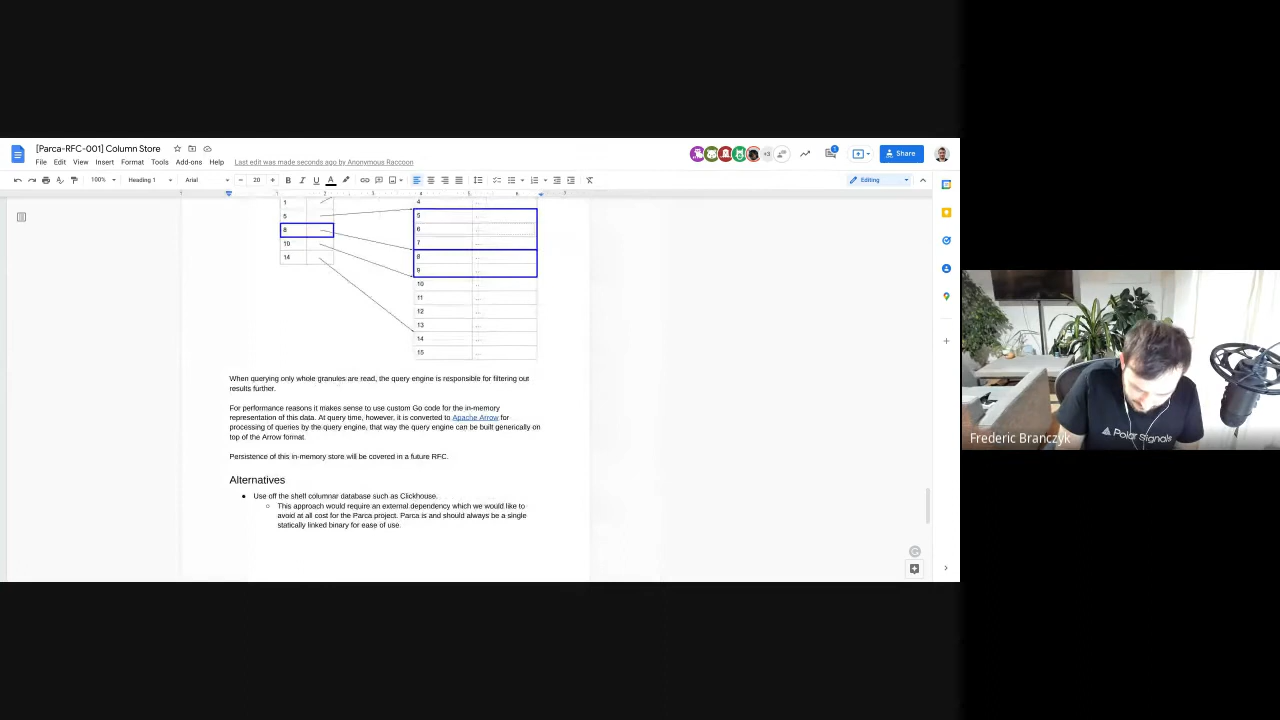 [Parca-RFC-001] Column Store
File Edit View Insert Format Tools Add-ons Help Last edit was made seconds ago by Anonymous Raccoon
+3
Share
100% Heading 1 Arial 20 Editing
1 4
5 5
8 6
10 7
14 8
9
10
11
12
13
14
15
When querying only whole granules are read, the query engine is responsible for filtering out
results further.
For performance reasons it makes sense to use custom Go code for the in-memory
representation of this data. At query time, however, it is converted to Apache Arrow for
processing of queries by the query engine, that way the query engine can be built generically on
top of the Arrow format.
Persistence of this in-memory store will be covered in a future RFC.
Alternatives
● Use off the shelf columnar database such as Clickhouse.
○ This approach would require an external dependency which we would like to
avoid at all cost for the Parca project. Parca is and should always be a single
statically linked binary for ease of use.
Polar Signals
Frederic Branczyk